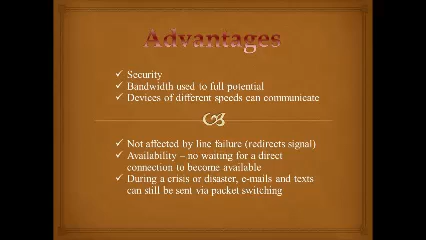 Advantages
✓ Security
✓ Bandwidth used to full potential
✓ Devices of different speeds can communicate
✓ Not affected by line failure (redirects signal)
✓ Availability – no waiting for a direct
connection to become available
✓ During a crisis or disaster, e-mails and texts
can still be sent via packet switching